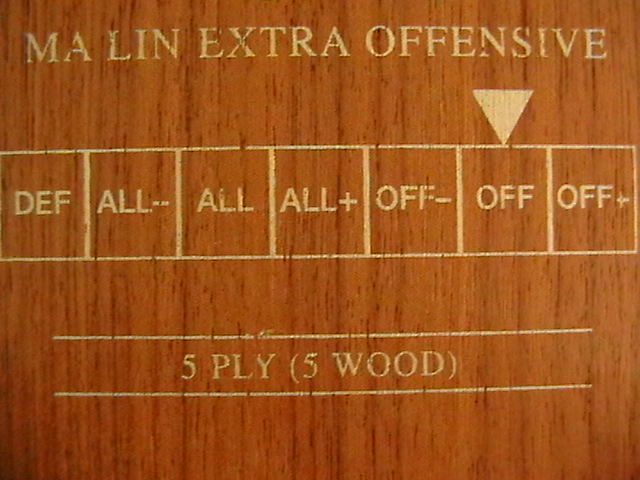 MA LIN EXTRA OFFENSIVE
DEF ALL- ALL ALL+ OFF- OFF OFF+
5 PLY (5 WOOD)